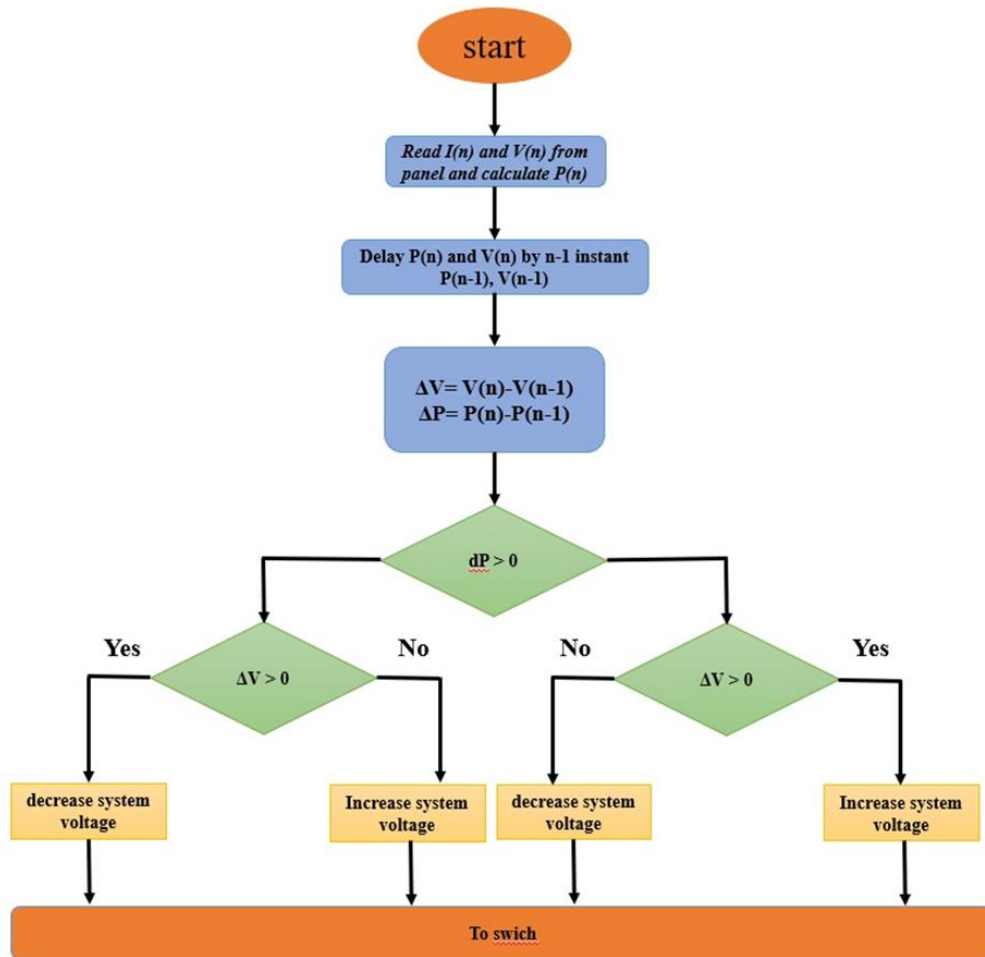 start
Read I(n) and V(n) from
panel and calculate P(n)
Delay P(n) and V(n) by n-1 instant
P(n-1), V(n-1)
ΔV= V(n)-V(n-1)
ΔP= P(n)-P(n-1)
dP > 0
Yes
ΔV > 0
No
No
ΔV > 0
Yes
decrease system
voltage
Increase system
voltage
decrease system
voltage
Increase system
voltage
To swich